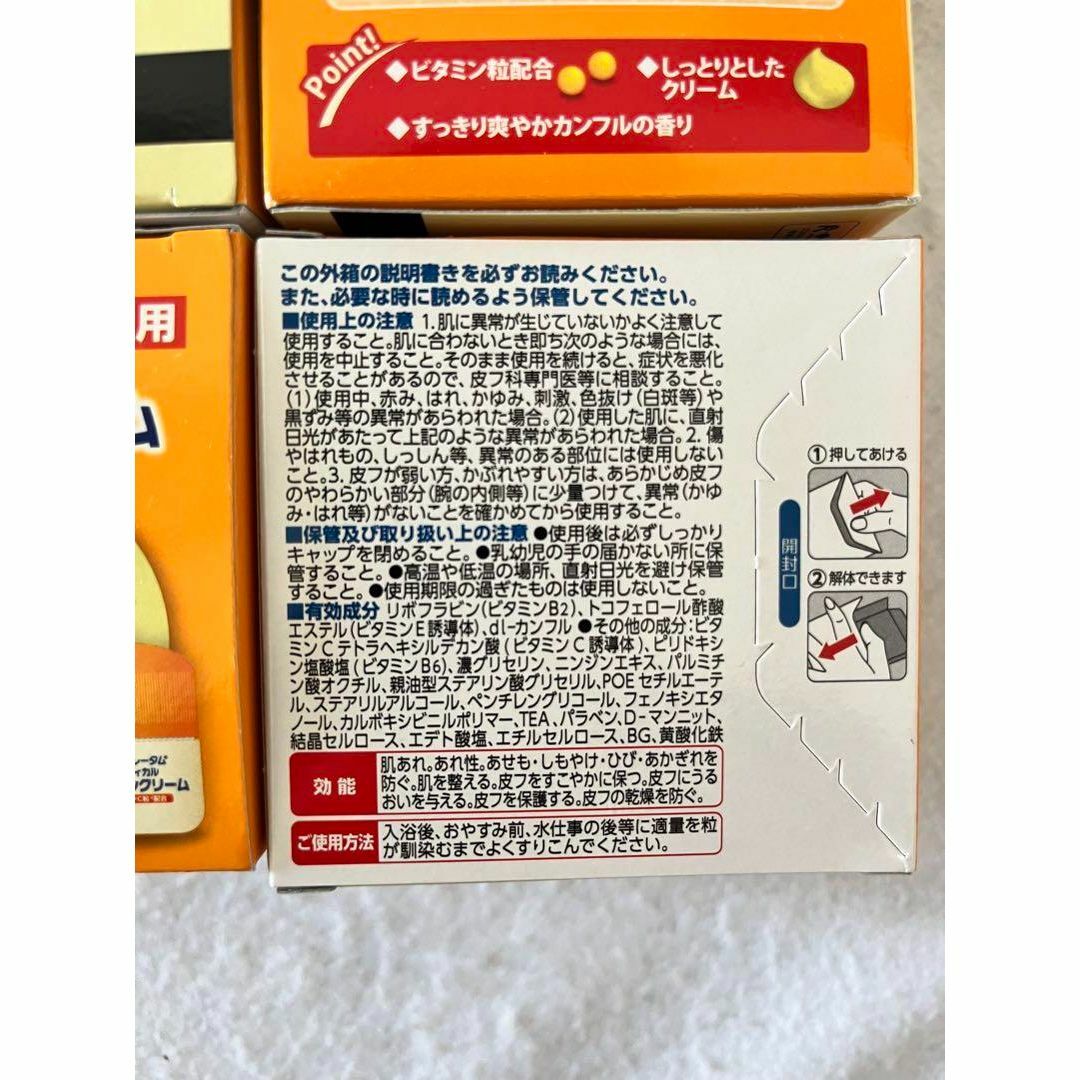 Point!
◆ビタミン粒配合
◆しっとりとした
クリーム
◆すっきり爽やかカンフルの香り
用
ム
この外箱の説明書きを必ずお読みください。
また、必要な時に読めるよう保管してください。
■使用上の注意 1.肌に異常が生じていないかよく注意して
使用すること。肌に合わないとき即ち次のような場合には、
使用を中止すること。そのまま使用を続けると、症状を悪化
させることがあるので、皮フ科専門医等に相談すること。
(1)使用中、赤み、はれ、かゆみ、刺激、色抜け(白斑等)や
黒ずみ等の異常があらわれた場合。(2)使用した肌に、直射
日光があたって上記のような異常があらわれた場合。2. 傷
やはれもの、しっしん等、異常のある部位には使用しない
こと。3. 皮フが弱い方、かぶれやすい方は、あらかじめ皮フ
のやわらかい部分(腕の内側等)に少量つけて、異常(かゆ
み・はれ等)がないことを確かめてから使用すること。
■保管及び取り扱い上の注意 ●使用後は必ずしっかり
キャップを閉めること。●乳幼児の手の届かない所に保
管すること。●高温や低温の場所、直射日光を避け保管
すること。●使用期限の過ぎたものは使用しないこと。
■有効成分 リボフラビン(ビタミンB2)、トコフェロール酢酸
エステル(ビタミンE誘導体)、dl-カンフル ●その他の成分:ビタ
ミンCテトラヘキシルデカン酸(ビタミンC誘導体)、ピリドキシ
ン塩酸塩(ビタミンB6)、濃グリセリン、ニンジンエキス、パルミチ
ン酸オクチル、親油型ステアリン酸グリセリル、POEセチルエーテ
ル、ステアリルアルコール、ペンチレングリコール、フェノキシエタ
ノール、カルボキシビニルポリマー、TEA、パラベン、D-マンニット、
結晶セルロース、エデト酸塩、エチルセルロース、BG、黄酸化鉄
効能
肌あれ。あれ性。あせも・しもやけ・ひび・あかぎれを
防ぐ。肌を整える。皮フをすこやかに保つ。皮フにうる
おいを与える。皮フを保護する。皮フの乾燥を防ぐ。
ご使用方法
入浴後、おやすみ前、水仕事の後等に適量を粒
が馴染むまでよくすりこんでください。
開封口
①押してあける
②解体できます
レータム
ィカル
クリーム